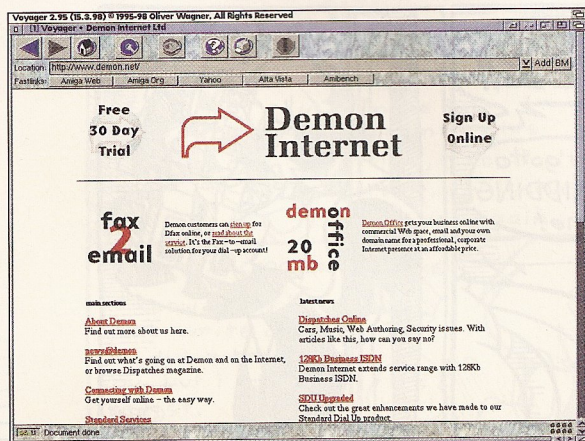 Voyager 2.95 (15.3.98) © 1995-98 Oliver Wagner, All Rights Reserved
[1] Voyager • Demon Internet Ltd
Location: http://www.demon.net/
Add BM
Fastlinks: Amiga Web Amiga Org Yahoo Alta Vista Amibench
Free
30 Day
Trial
Demon
Internet
Sign Up
Online
fax
2
email
Demon customers can sign up for
Dfax online, or read about the
service. It's the Fax-to-email
solution for your dial-up account!
demon
office
20
mb
Demon Office gets your business online with
commercial Web space, email and your own
domain name for a professional, corporate
Internet presence at an affordable price.
main sections
About Demon
Find out more about us here.
news@demon
Find out what's going on at Demon and on the Internet,
or browse Dispatches magazine.
Connecting with Demon
Get yourself online – the easy way.
Standard Services
latest news
Dispatches Online
Cars, Music, Web Authoring, Security issues. With
articles like this, how can you say no?
128Kb Business ISDN
Demon Internet extends service range with 128Kb
Business ISDN.
SDU Upgraded
Check out the great enhancements we have made to our
Standard Dial Up product.
Document done